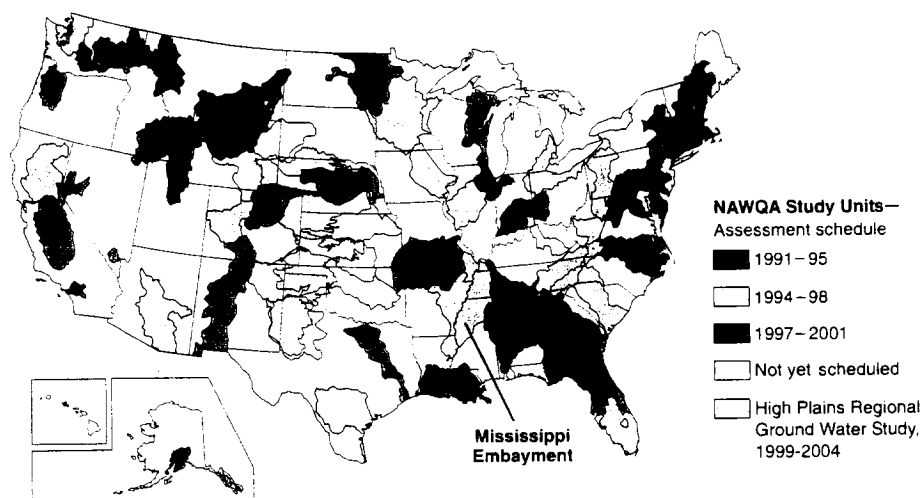 NAWQA Study Units—
Assessment schedule
1991–95
1994–98
1997–2001
Not yet scheduled
High Plains Regional
Ground Water Study,
1999-2004
Mississippi
Embayment